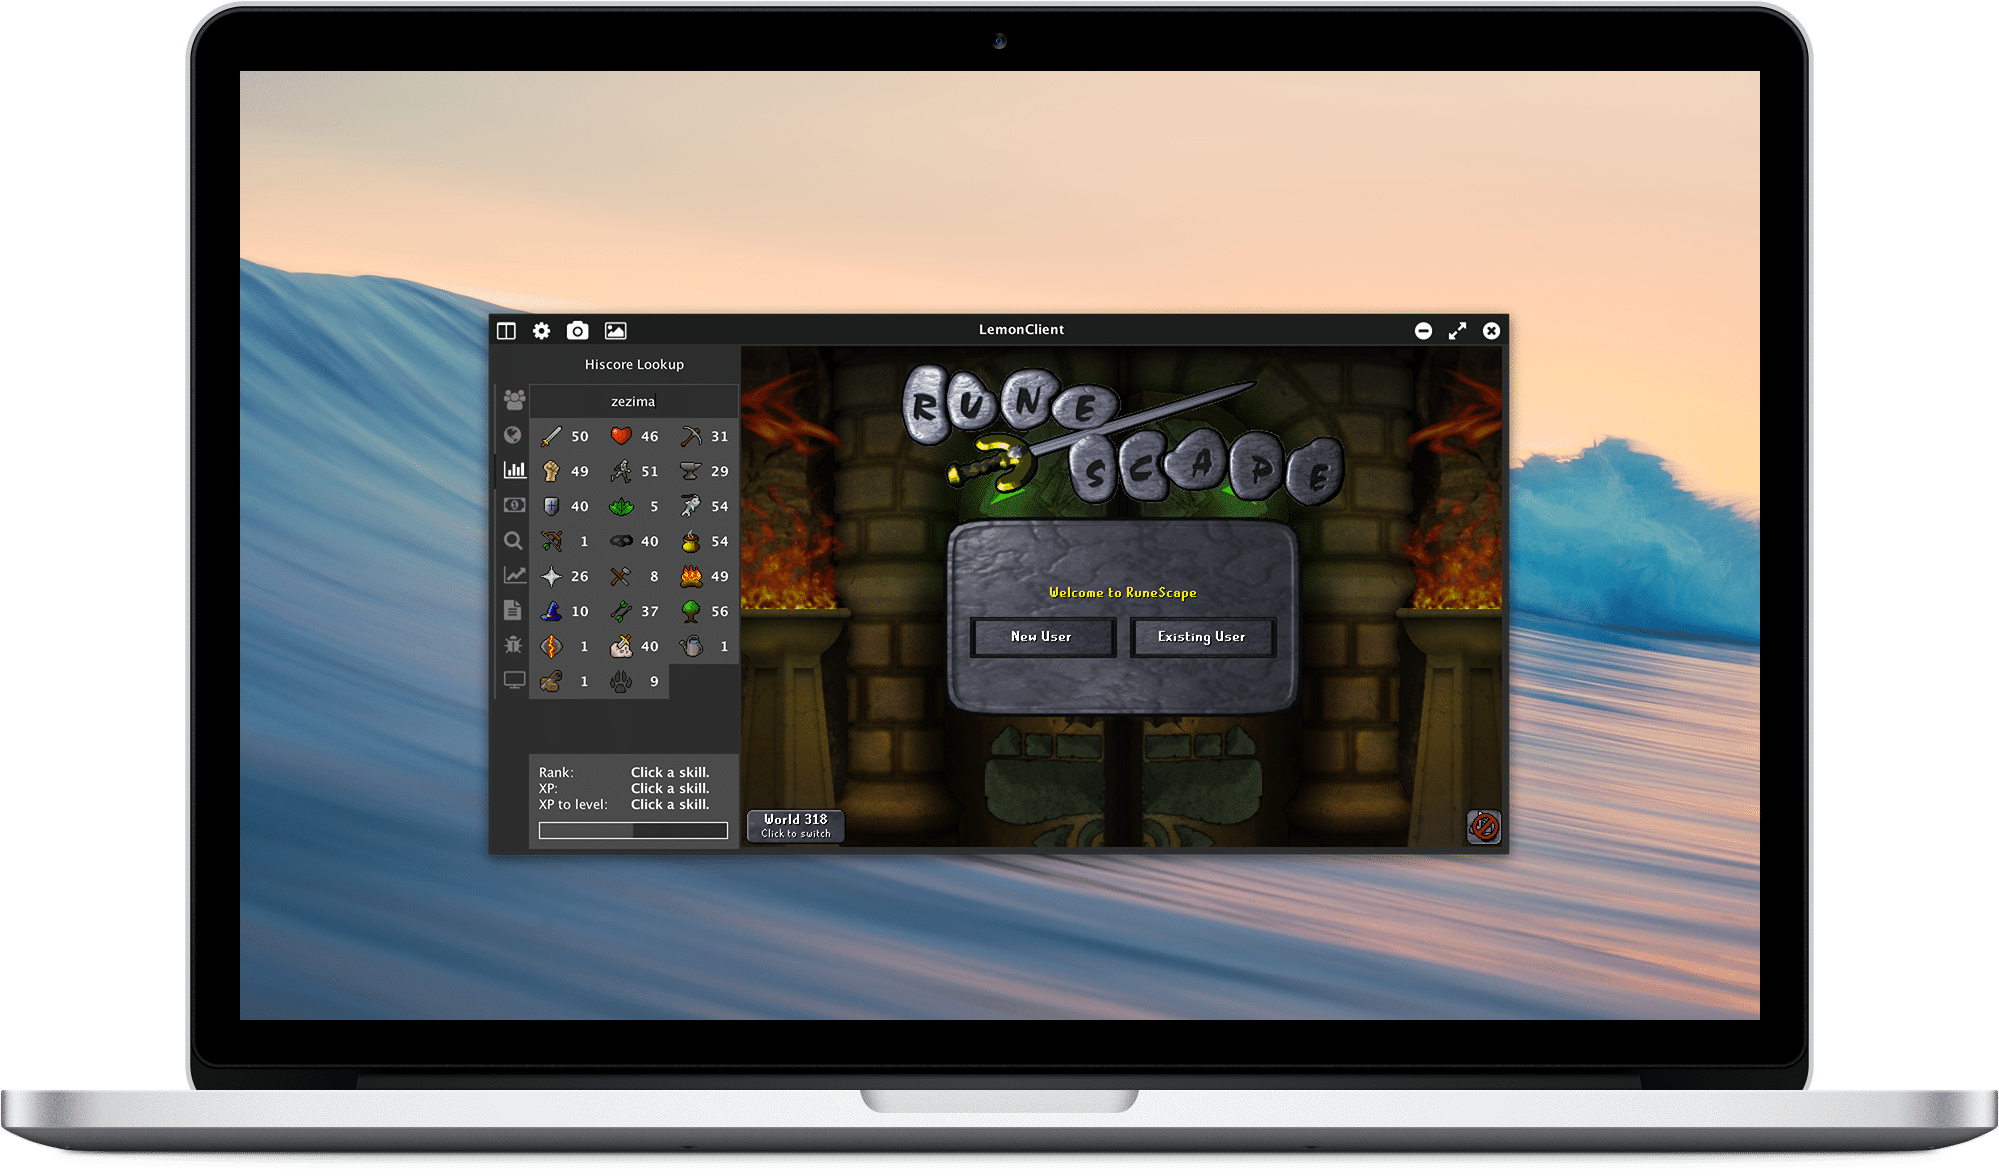 LemonClient
Hiscore Lookup
zezima
50 46 31
49 51 29
40 5 54
1 40 54
26 8 49
10 37 56
1 40 1
1 9
Rank: Click a skill.
XP: Click a skill.
XP to level: Click a skill.
RUNE
SCAPE
Welcome to RuneScape
New User Existing User
World 318
Click to switch